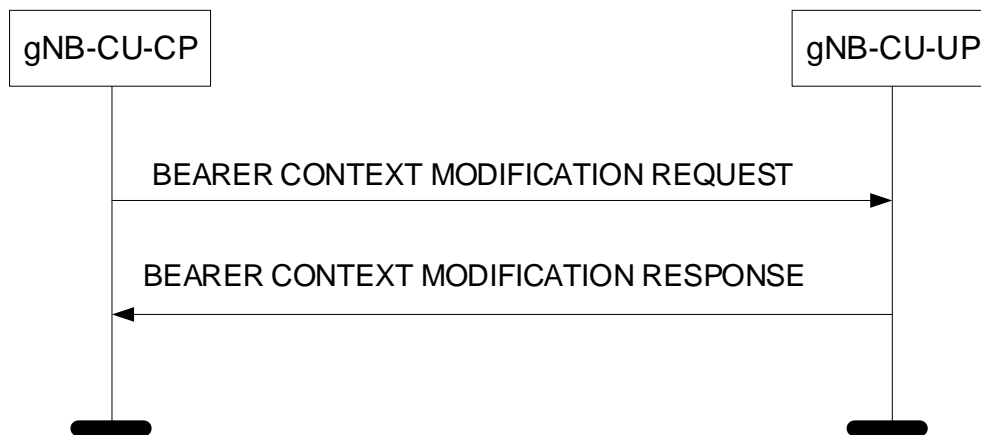 gNB-CU-CP
gNB-CU-UP
BEARER CONTEXT MODIFICATION REQUEST
BEARER CONTEXT MODIFICATION RESPONSE